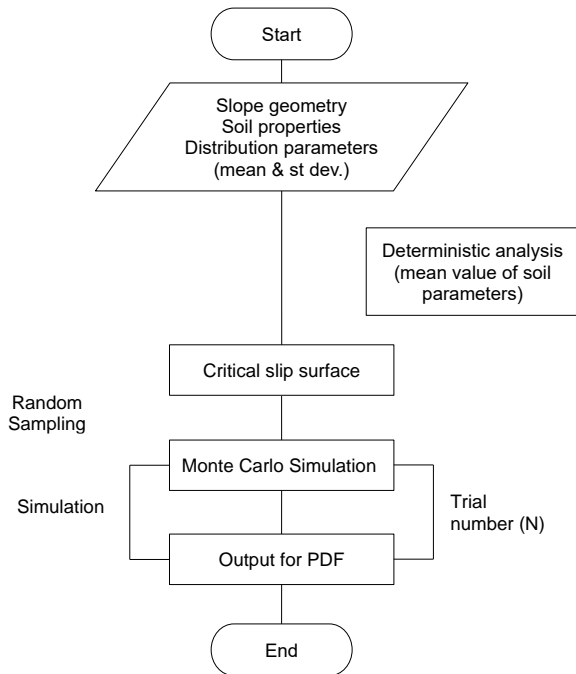 Start
Slope geometry
Soil properties
Distribution parameters
(mean & st dev.)
Deterministic analysis
(mean value of soil
parameters)
Critical slip surface
Random
Sampling
Monte Carlo Simulation
Simulation
Trial
number (N)
Output for PDF
End